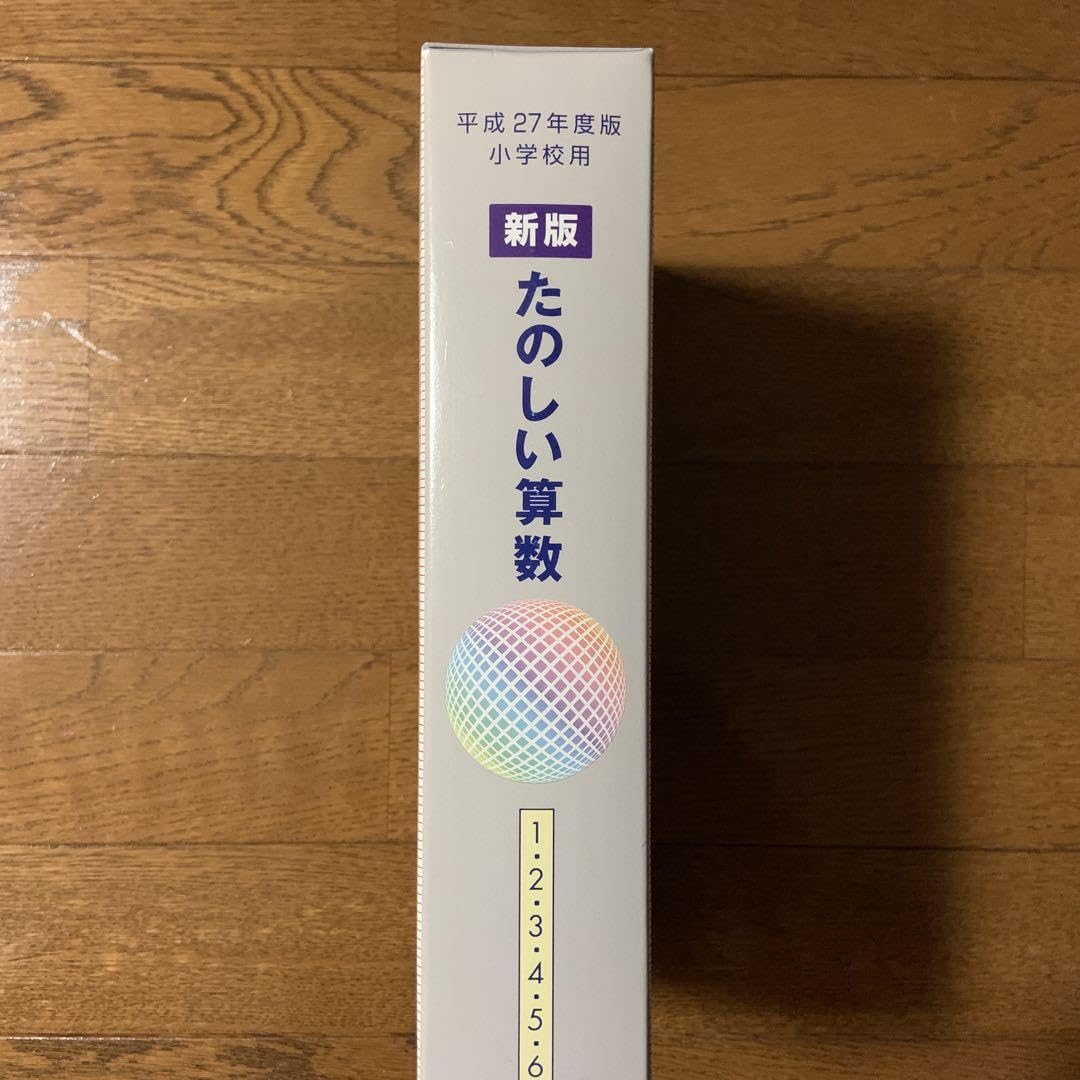 平成27年度版
小学校用
新版
たのしい算数
1・2・3・4・5・6